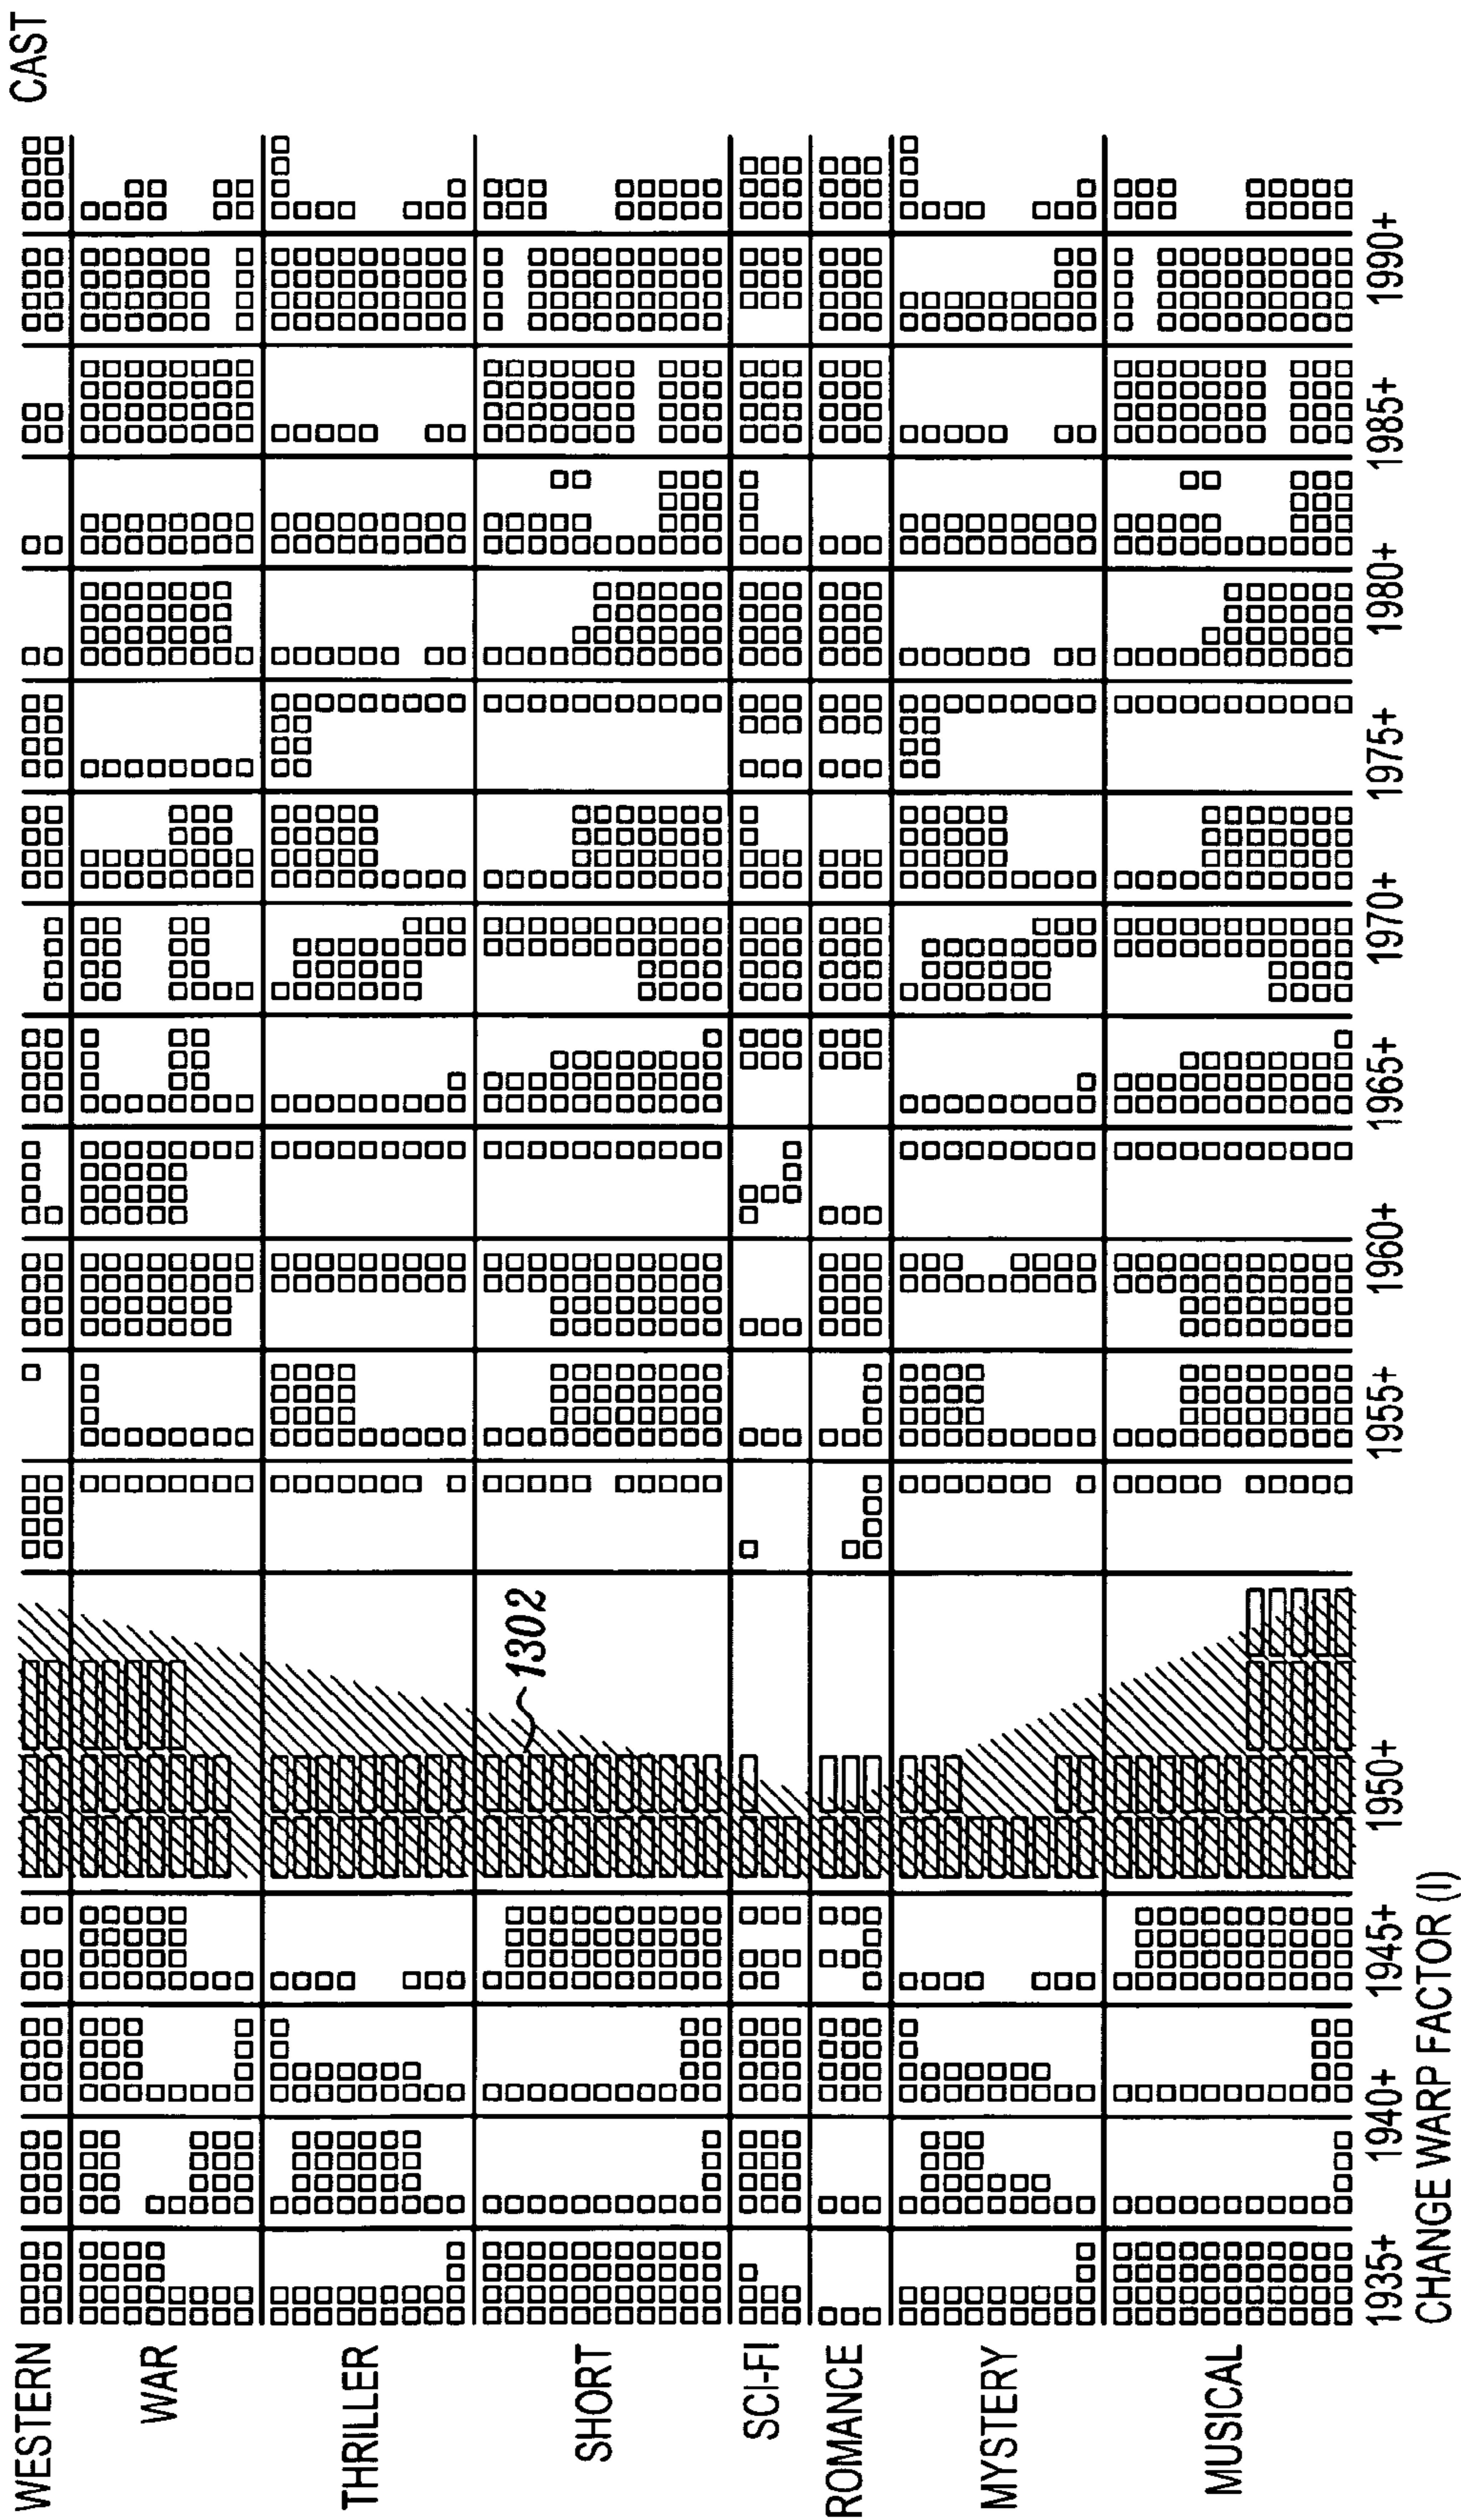 CAST
WESTERN
WAR
THRILLER
SHORT
SCI-FI
ROMANCE
MYSTERY
MUSICAL
1302
1935+ 1940+ 1945+ 1950+ 1955+ 1960+ 1965+ 1970+ 1975+ 1980+ 1985+ 1990+
CHANGE WARP FACTOR (I)